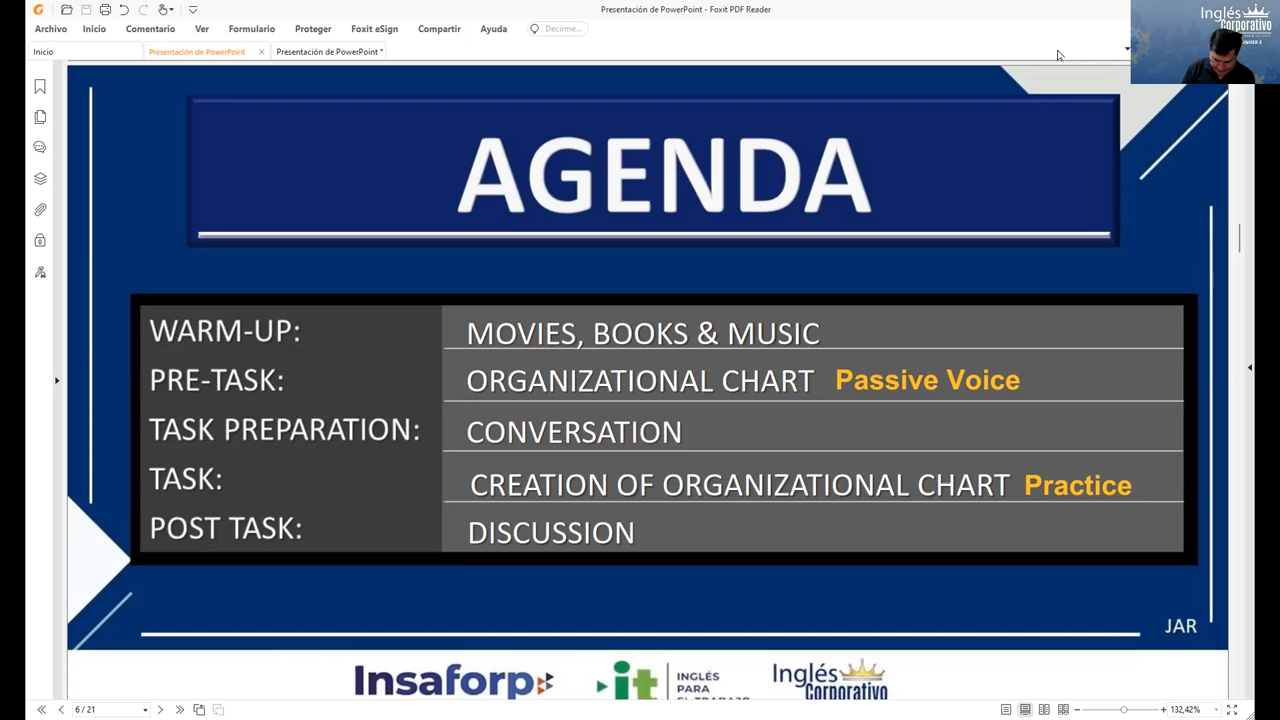 Presentación de PowerPoint - Foxit PDF Reader
Archivo Inicio Comentario Ver Formulario Proteger Foxit eSign Compartir Ayuda Decirme...
Inicio Presentación de PowerPoint Presentación de PowerPoint *
Inglés
Corporativo
AGENDA
WARM-UP: MOVIES, BOOKS & MUSIC
PRE-TASK: ORGANIZATIONAL CHART Passive Voice
TASK PREPARATION: CONVERSATION
TASK: CREATION OF ORGANIZATIONAL CHART Practice
POST TASK: DISCUSSION
JAR
Insaforp
it
INGLÉS
PARA
EL TRABAJO
Inglés
Corporativo
6 / 21
132,42%